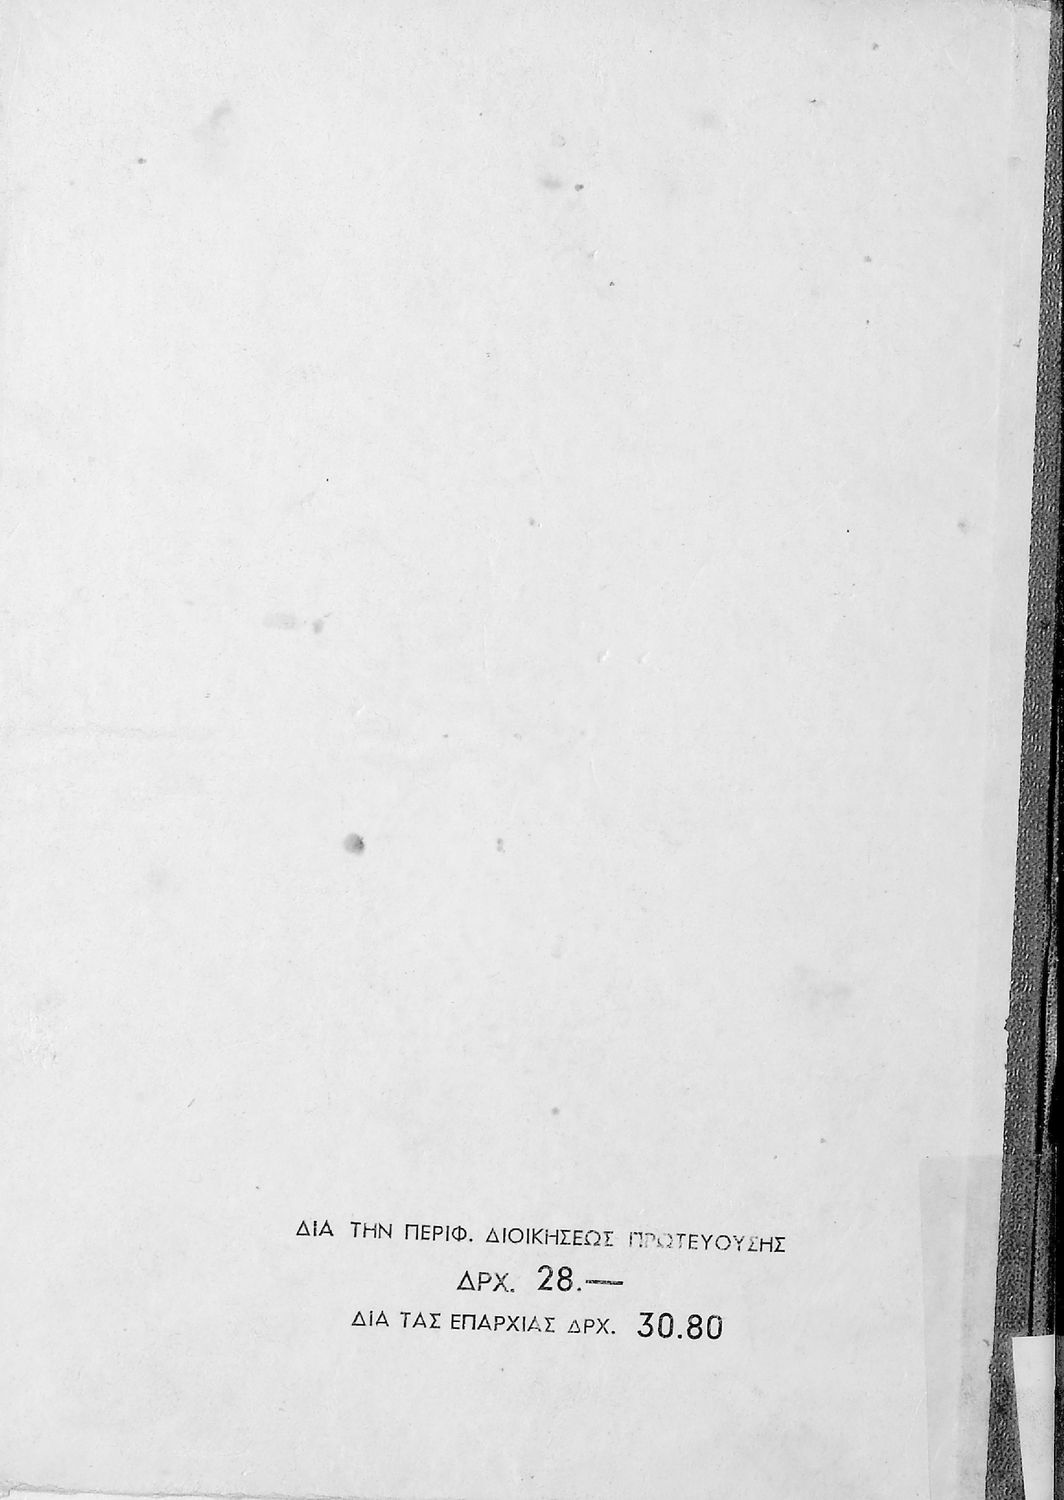 ΔΙΑ ΤΗΝ ΠΕΡΙΦ. ΔΙΟΙΚΗΣΕΩΣ ΠΡΩΤΕΥΟΥΣΗΣ
ΔΡΧ. 28.—
ΔΙΑ ΤΑΣ ΕΠΑΡΧΙΑΣ ΔΡΧ. 30.80